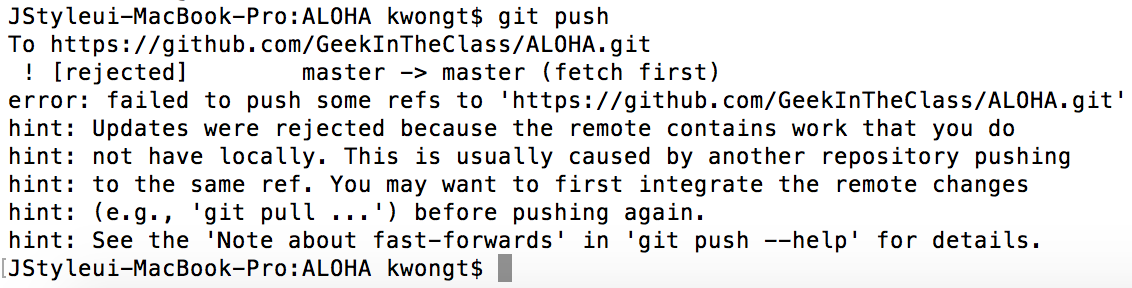 JStyleui-MacBook-Pro:ALOHA kwongt$ git push
To https://github.com/GeekInTheClass/ALOHA.git
 ! [rejected]        master -> master (fetch first)
error: failed to push some refs to 'https://github.com/GeekInTheClass/ALOHA.git'
hint: Updates were rejected because the remote contains work that you do
hint: not have locally. This is usually caused by another repository pushing
hint: to the same ref. You may want to first integrate the remote changes
hint: (e.g., 'git pull ...') before pushing again.
hint: See the 'Note about fast-forwards' in 'git push --help' for details.
[JStyleui-MacBook-Pro:ALOHA kwongt$